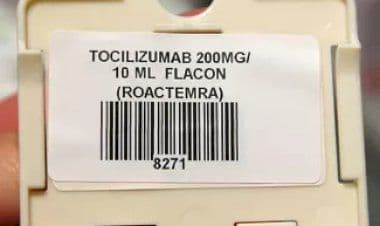 TOCILIZUMAB 200MG/
10 ML FLACON
(ROACTEMRA)
8271